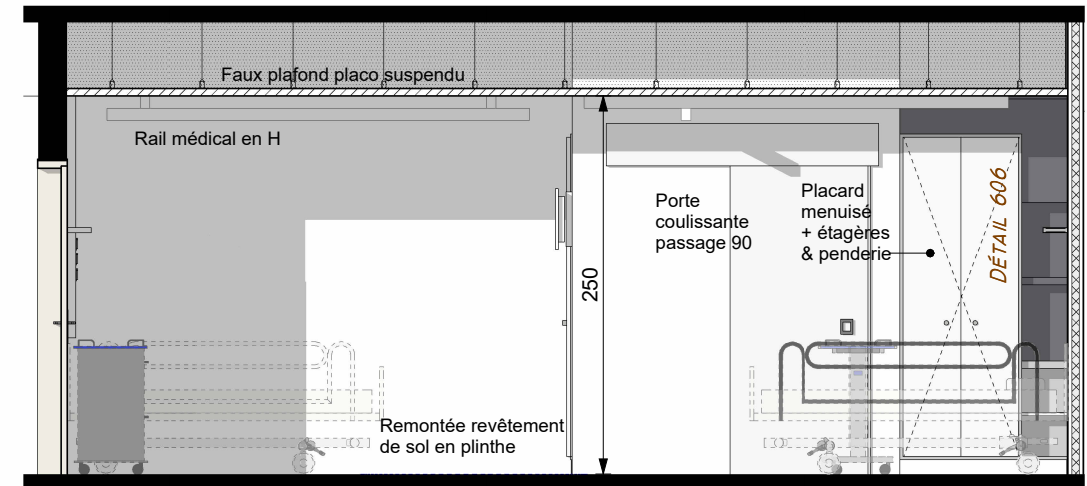 Faux plafond placo suspendu
Rail médical en H
Porte
coulissante
passage 90
Placard
menuisé
+ étagères
& penderie
DÉTAIL 606
250
Remontée revêtement
de sol en plinthe